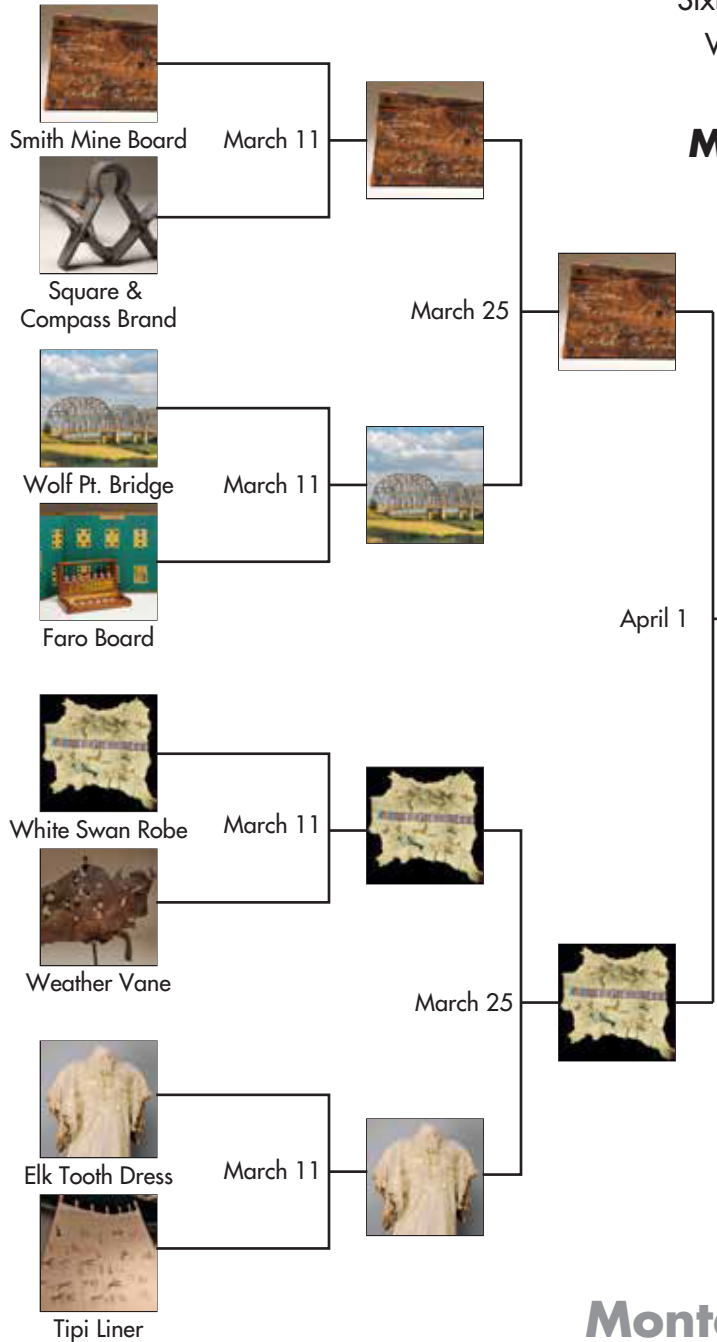 Smith Mine Board
March 11
Square &
Compass Brand
March 25
Wolf Pt. Bridge
March 11
Faro Board
April 1
White Swan Robe
March 11
Weather Vane
March 25
Elk Tooth Dress
March 11
Tipi Liner